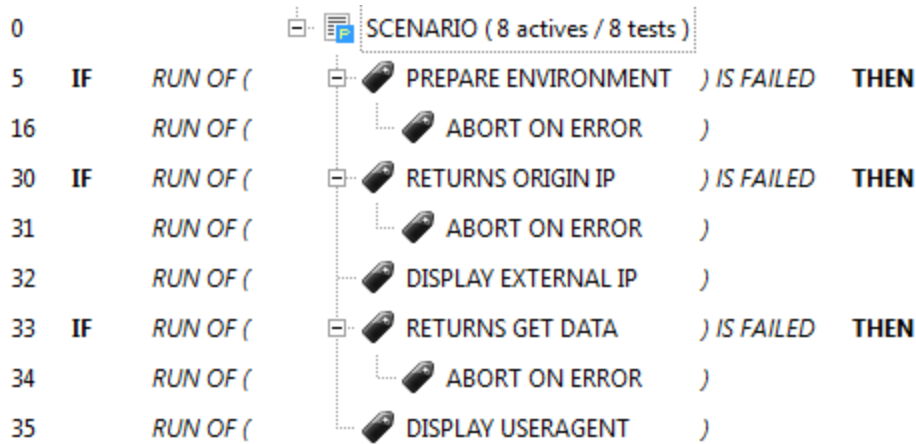 0 SCENARIO ( 8 actives / 8 tests )
5 IF RUN OF ( PREPARE ENVIRONMENT ) IS FAILED THEN
16 RUN OF ( ABORT ON ERROR )
30 IF RUN OF ( RETURNS ORIGIN IP ) IS FAILED THEN
31 RUN OF ( ABORT ON ERROR )
32 RUN OF ( DISPLAY EXTERNAL IP )
33 IF RUN OF ( RETURNS GET DATA ) IS FAILED THEN
34 RUN OF ( ABORT ON ERROR )
35 RUN OF ( DISPLAY USERAGENT )